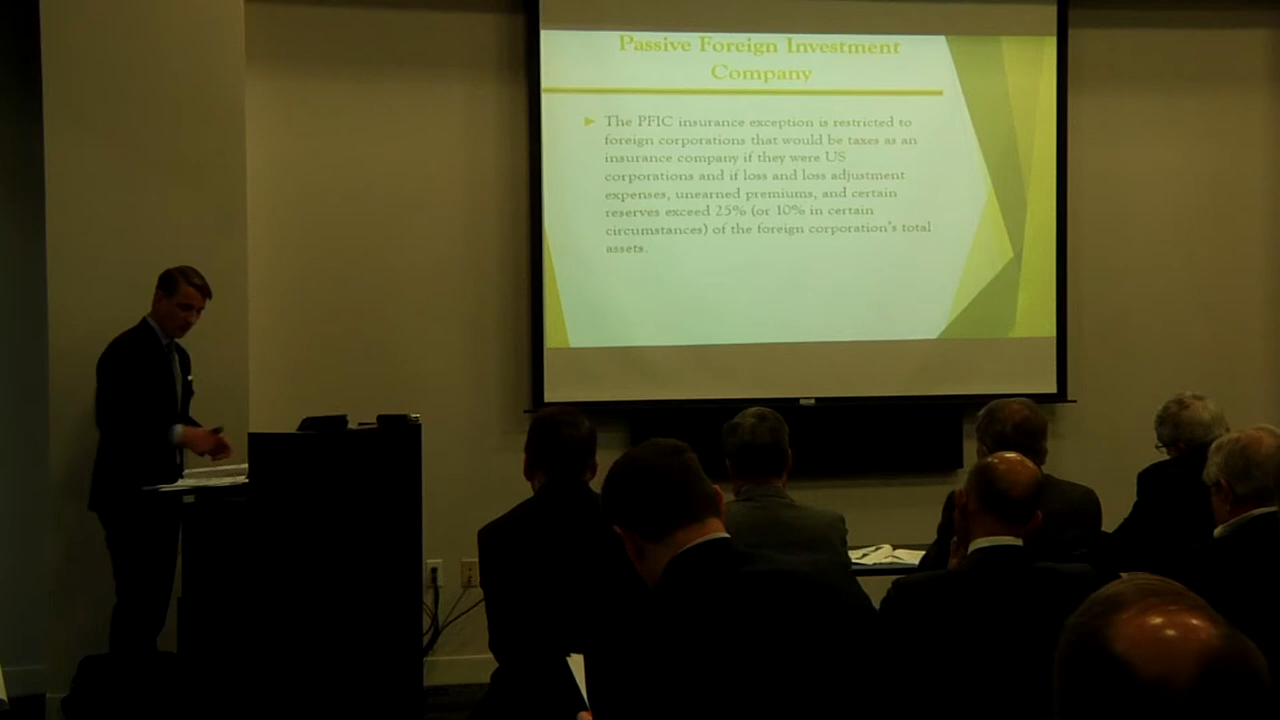 Passive Foreign Investment
Company
The PFIC insurance exception is restricted to
foreign corporations that would be taxes as an
insurance company if they were US
corporations and if loss and loss adjustment
expenses, unearned premiums, and certain
reserves exceed 25% (or 10% in certain
circumstances) of the foreign corporation's total
assets.